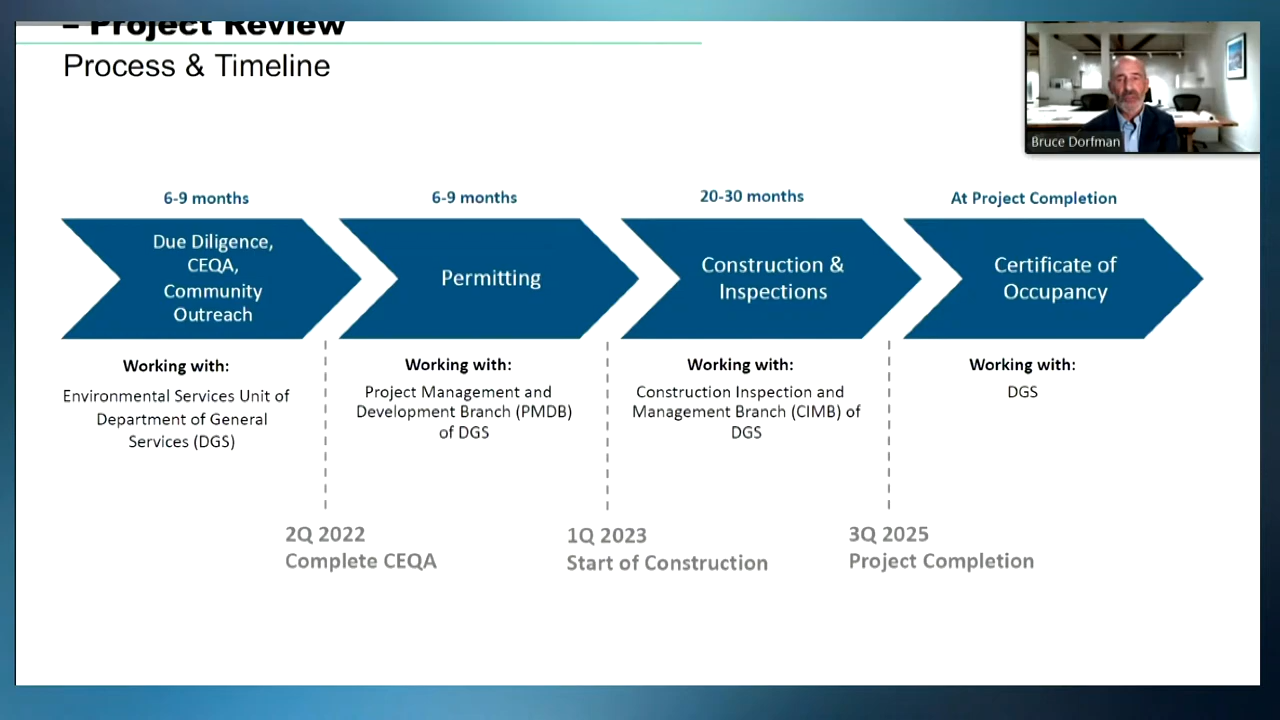 – Project Review
Process & Timeline
Bruce Dorfman
6-9 months
6-9 months
20-30 months
At Project Completion
Due Diligence,
CEQA,
Community
Outreach
Permitting
Construction &
Inspections
Certificate of
Occupancy
Working with:
Environmental Services Unit of
Department of General
Services (DGS)
Working with:
Project Management and
Development Branch (PMDB)
of DGS
Working with:
Construction Inspection and
Management Branch (CIMB) of
DGS
Working with:
DGS
2Q 2022
Complete CEQA
1Q 2023
Start of Construction
3Q 2025
Project Completion